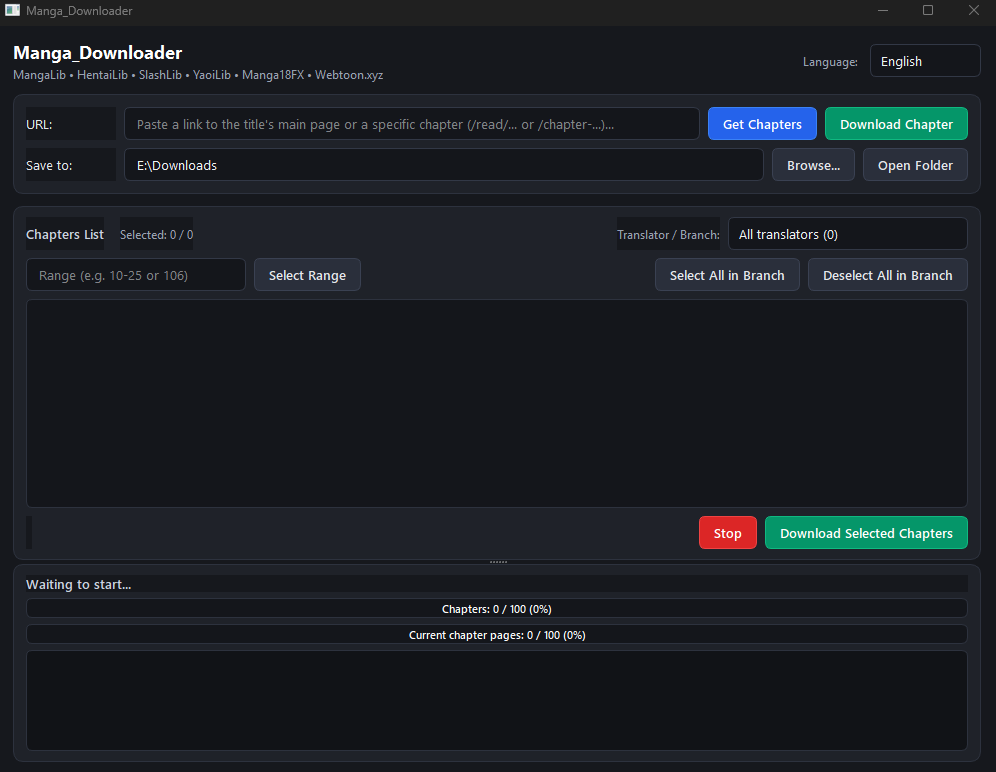 Manga_Downloader
Manga_Downloader
MangaLib • HentaiLib • SlashLib • YaoiLib • Manga18FX • Webtoon.xyz
Language: English
URL: Paste a link to the title's main page or a specific chapter (/read/... or /chapter-...)... Get Chapters Download Chapter
Save to: E:\Downloads Browse... Open Folder
Chapters List Selected: 0 / 0 Translator / Branch: All translators (0)
Range (e.g. 10-25 or 106) Select Range Select All in Branch Deselect All in Branch
Stop Download Selected Chapters
Waiting to start...
Chapters: 0 / 100 (0%)
Current chapter pages: 0 / 100 (0%)